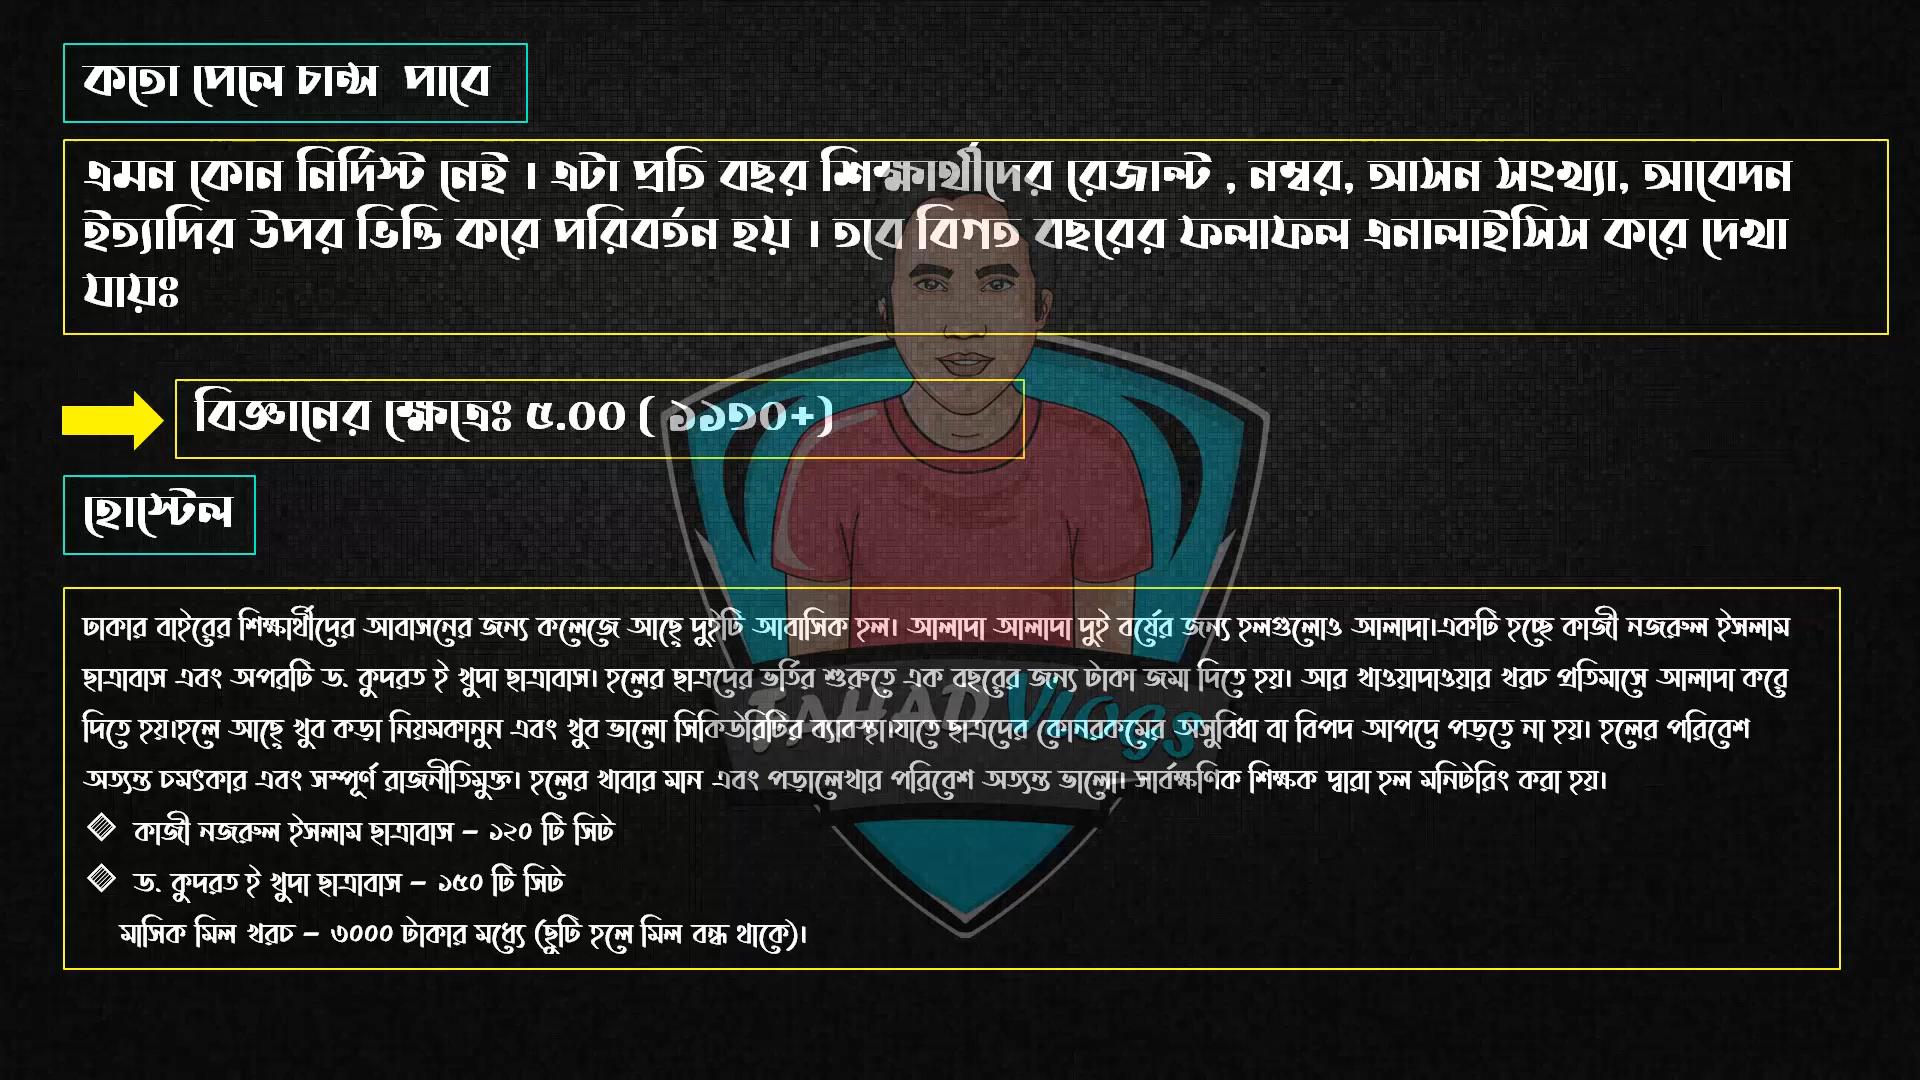 কতো পেলে চান্স পাবে
এমন কোন নির্দিস্ট নেই । এটা প্রতি বছর শিক্ষার্থীদের রেজাল্ট , নম্বর, আসন সংখ্যা, আবেদন
ইত্যাদির উপর ভিত্তি করে পরিবর্তন হয় । তবে বিগত বছরের ফলাফল এনালাইসিস করে দেখা
যায়ঃ
বিজ্ঞানের ক্ষেত্রেঃ ৫.০০ ( ১১৩০+)
হোস্টেল
ঢাকার বাইরের শিক্ষার্থীদের আবাসনের জন্য কলেজে আছে দুইটি আবাসিক হল। আলাদা আলাদা দুই বর্ষের জন্য হলগুলোও আলাদা।একটি হচ্ছে কাজী নজরুল ইসলাম
ছাত্রাবাস এবং অপরটি ড. কুদরত ই খুদা ছাত্রাবাস। হলের ছাত্রদের ভর্তির শুরুতে এক বছরের জন্য টাকা জমা দিতে হয়। আর খাওয়াদাওয়ার খরচ প্রতিমাসে আলাদা করে
দিতে হয়।হলে আছে খুব কড়া নিয়মকানুন এবং খুব ভালো সিকিউরিটির ব্যাবস্থা।যাতে ছাত্রদের কোনরকমের অসুবিধা বা বিপদ আপদে পড়তে না হয়। হলের পরিবেশ
অত্যন্ত চমৎকার এবং সম্পূর্ণ রাজনীতিমুক্ত। হলের খাবার মান এবং পড়ালেখার পরিবেশ অত্যন্ত ভালো। সার্বক্ষণিক শিক্ষক দ্বারা হল মনিটরিং করা হয়।
কাজী নজরুল ইসলাম ছাত্রাবাস – ১২০ টি সিট
ড. কুদরত ই খুদা ছাত্রাবাস – ১৫০ টি সিট
মাসিক মিল খরচ – ৩০০০ টাকার মধ্যে (ছুটি হলে মিল বন্ধ থাকে)।
FAHAD Vlogs